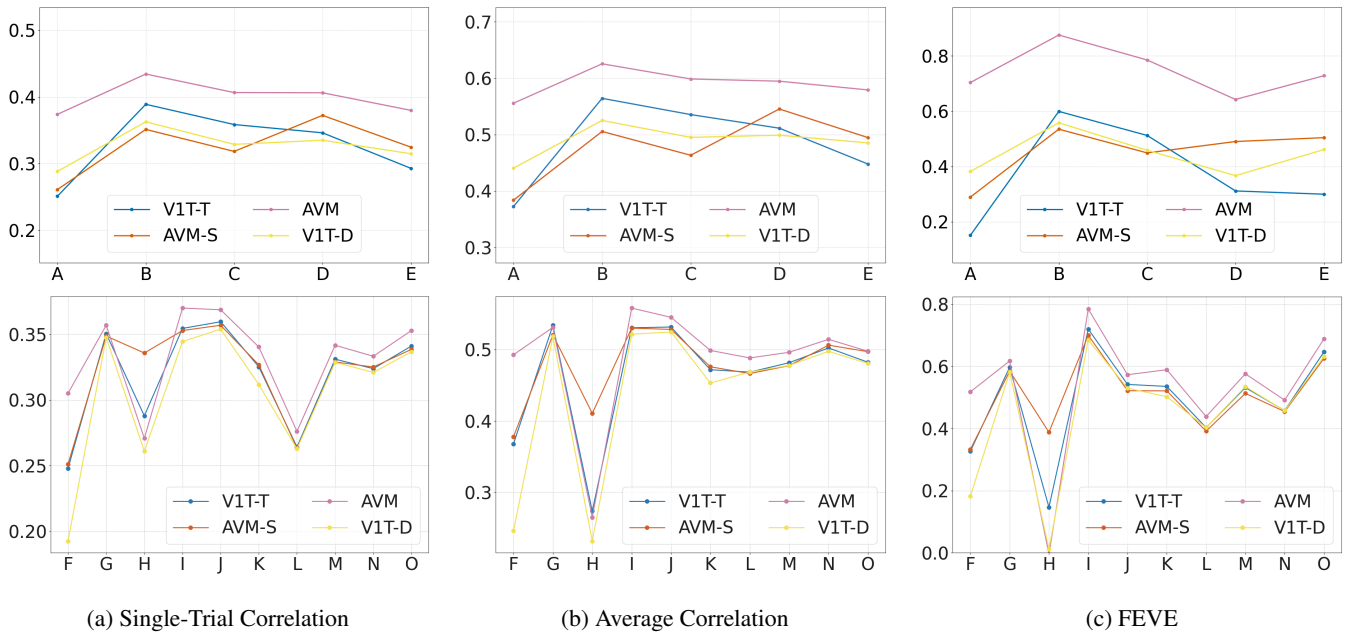 0.5
0.4
0.3
0.2
V1T-T
AVM
AVM-S
V1T-D
A B C D E
0.7
0.6
0.5
0.4
0.3
V1T-T
AVM
AVM-S
V1T-D
A B C D E
0.8
0.6
0.4
0.2
V1T-T
AVM
AVM-S
V1T-D
A B C D E
0.35
0.30
0.25
0.20
V1T-T
AVM
AVM-S
V1T-D
F G H I J K L M N O
0.5
0.4
0.3
V1T-T
AVM
AVM-S
V1T-D
F G H I J K L M N O
0.8
0.6
0.4
0.2
0.0
V1T-T
AVM
AVM-S
V1T-D
F G H I J K L M N O
(a) Single-Trial Correlation
(b) Average Correlation
(c) FEVE